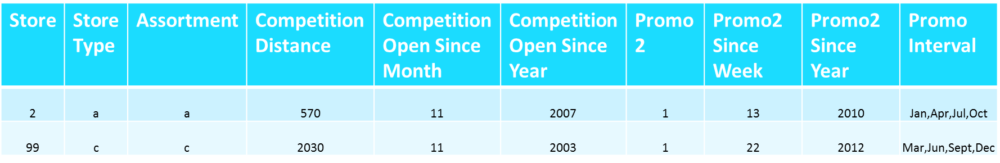 Store
Store
Type
Assortment
Competition
Distance
Competition
Open Since
Month
Competition
Open Since
Year
Promo
2
Promo2
Since
Week
Promo2
Since
Year
Promo
Interval
2 a a 570 11 2007 1 13 2010 Jan,Apr,Jul,Oct
99 c c 2030 11 2003 1 22 2012 Mar,Jun,Sept,Dec